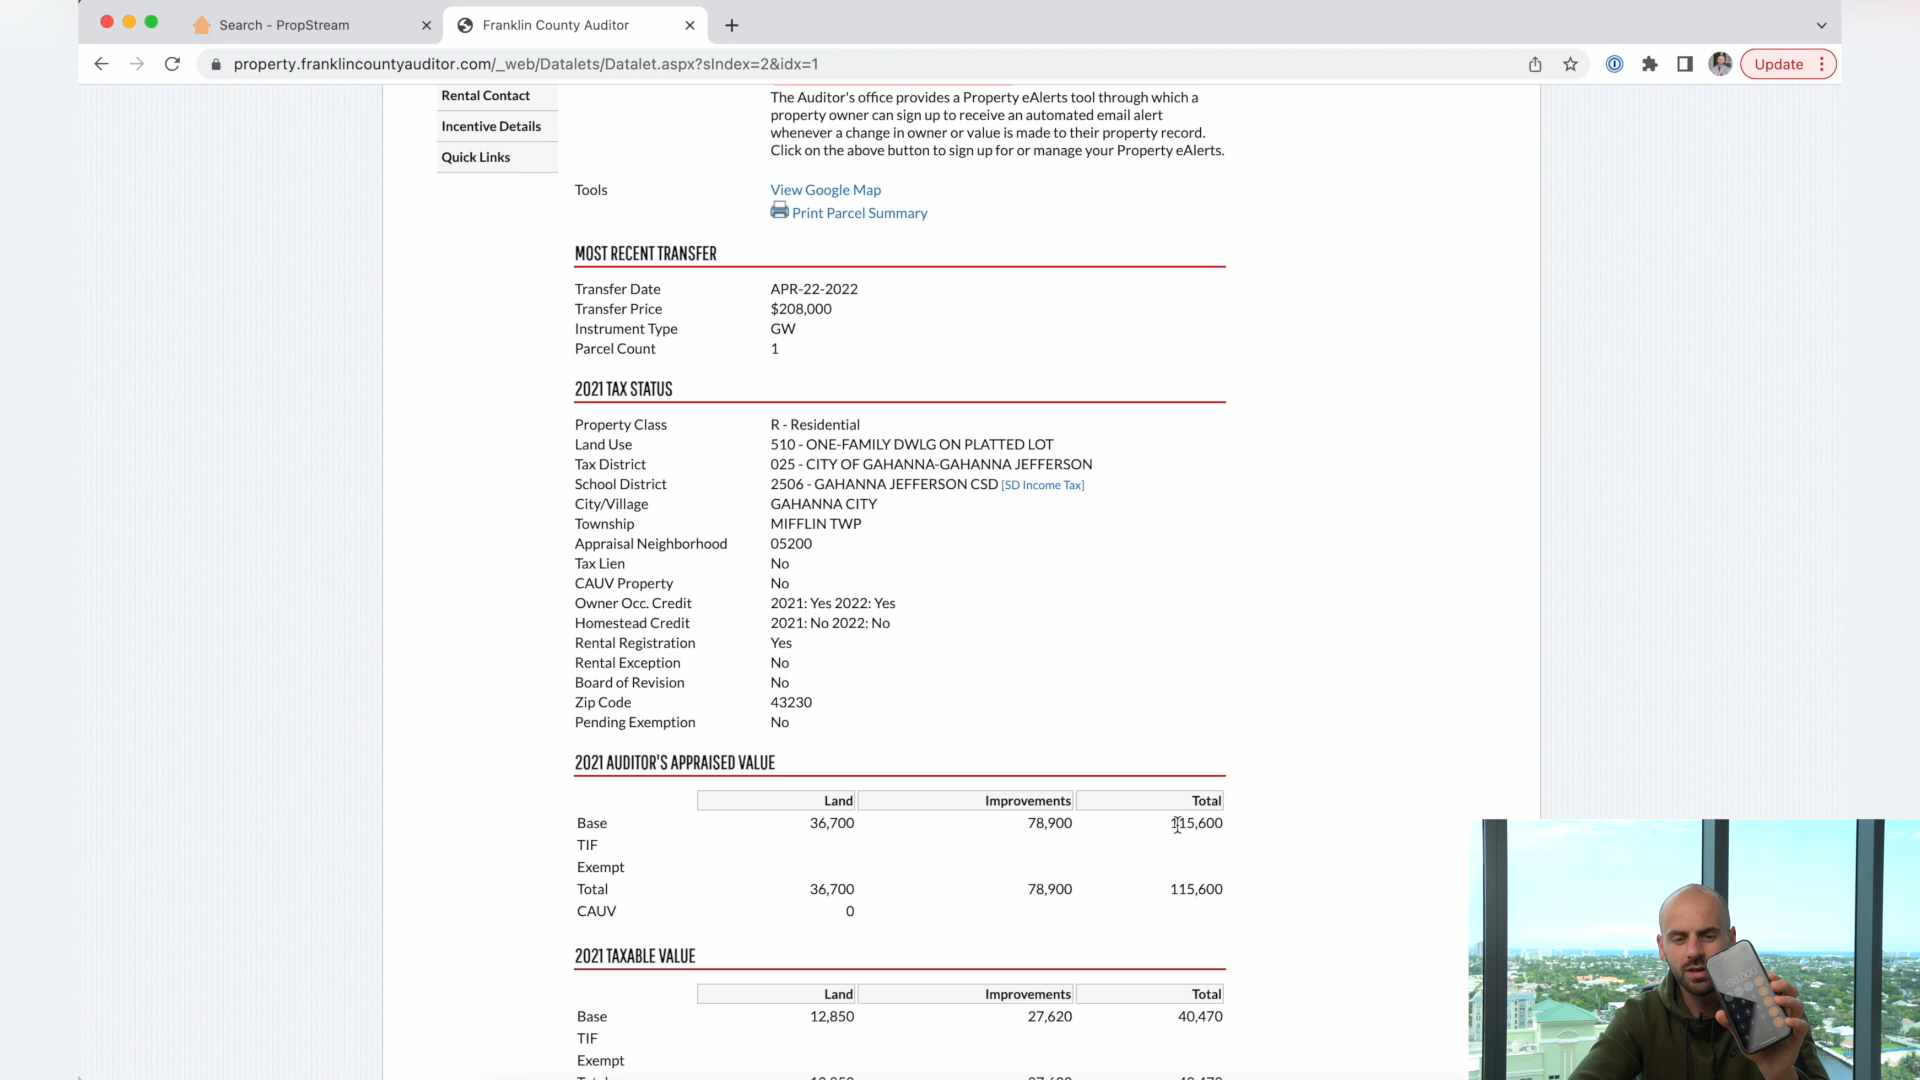 Search - PropStream
Franklin County Auditor
property.franklincountyauditor.com/_web/Datalets/Datalet.aspx?sIndex=2&idx=1
Update
Rental Contact
Incentive Details
Quick Links
The Auditor's office provides a Property eAlerts tool through which a
property owner can sign up to receive an automated email alert
whenever a change in owner or value is made to their property record.
Click on the above button to sign up for or manage your Property eAlerts.
Tools View Google Map
Print Parcel Summary
MOST RECENT TRANSFER
Transfer Date APR-22-2022
Transfer Price $208,000
Instrument Type GW
Parcel Count 1
2021 TAX STATUS
Property Class R - Residential
Land Use 510 - ONE-FAMILY DWLG ON PLATTED LOT
Tax District 025 - CITY OF GAHANNA-GAHANNA JEFFERSON
School District 2506 - GAHANNA JEFFERSON CSD [SD Income Tax]
City/Village GAHANNA CITY
Township MIFFLIN TWP
Appraisal Neighborhood 05200
Tax Lien No
CAUV Property No
Owner Occ. Credit 2021: Yes 2022: Yes
Homestead Credit 2021: No 2022: No
Rental Registration Yes
Rental Exception No
Board of Revision No
Zip Code 43230
Pending Exemption No
2021 AUDITOR'S APPRAISED VALUE
Land Improvements Total
Base 36,700 78,900 115,600
TIF
Exempt
Total 36,700 78,900 115,600
CAUV 0
2021 TAXABLE VALUE
Land Improvements Total
Base 12,850 27,620 40,470
TIF
Exempt